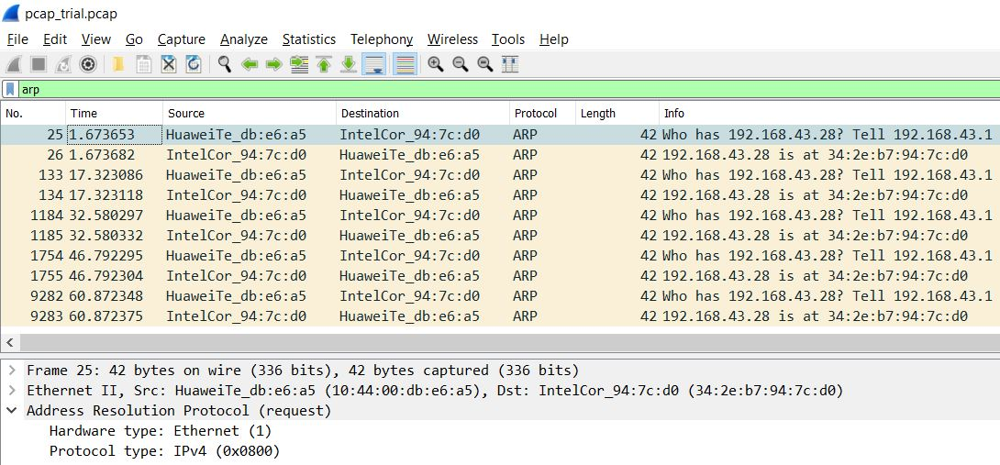 pcap_trial.pcap
File Edit View Go Capture Analyze Statistics Telephony Wireless Tools Help
arp
No. Time Source Destination Protocol Length Info
25 1.673653 HuaweiTe_db:e6:a5 IntelCor_94:7c:d0 ARP 42 Who has 192.168.43.28? Tell 192.168.43.1
26 1.673682 IntelCor_94:7c:d0 HuaweiTe_db:e6:a5 ARP 42 192.168.43.28 is at 34:2e:b7:94:7c:d0
133 17.323086 HuaweiTe_db:e6:a5 IntelCor_94:7c:d0 ARP 42 Who has 192.168.43.28? Tell 192.168.43.1
134 17.323118 IntelCor_94:7c:d0 HuaweiTe_db:e6:a5 ARP 42 192.168.43.28 is at 34:2e:b7:94:7c:d0
1184 32.580297 HuaweiTe_db:e6:a5 IntelCor_94:7c:d0 ARP 42 Who has 192.168.43.28? Tell 192.168.43.1
1185 32.580332 IntelCor_94:7c:d0 HuaweiTe_db:e6:a5 ARP 42 192.168.43.28 is at 34:2e:b7:94:7c:d0
1754 46.792295 HuaweiTe_db:e6:a5 IntelCor_94:7c:d0 ARP 42 Who has 192.168.43.28? Tell 192.168.43.1
1755 46.792304 IntelCor_94:7c:d0 HuaweiTe_db:e6:a5 ARP 42 192.168.43.28 is at 34:2e:b7:94:7c:d0
9282 60.872348 HuaweiTe_db:e6:a5 IntelCor_94:7c:d0 ARP 42 Who has 192.168.43.28? Tell 192.168.43.1
9283 60.872375 IntelCor_94:7c:d0 HuaweiTe_db:e6:a5 ARP 42 192.168.43.28 is at 34:2e:b7:94:7c:d0
Frame 25: 42 bytes on wire (336 bits), 42 bytes captured (336 bits)
Ethernet II, Src: HuaweiTe_db:e6:a5 (10:44:00:db:e6:a5), Dst: IntelCor_94:7c:d0 (34:2e:b7:94:7c:d0)
Address Resolution Protocol (request)
Hardware type: Ethernet (1)
Protocol type: IPv4 (0x0800)